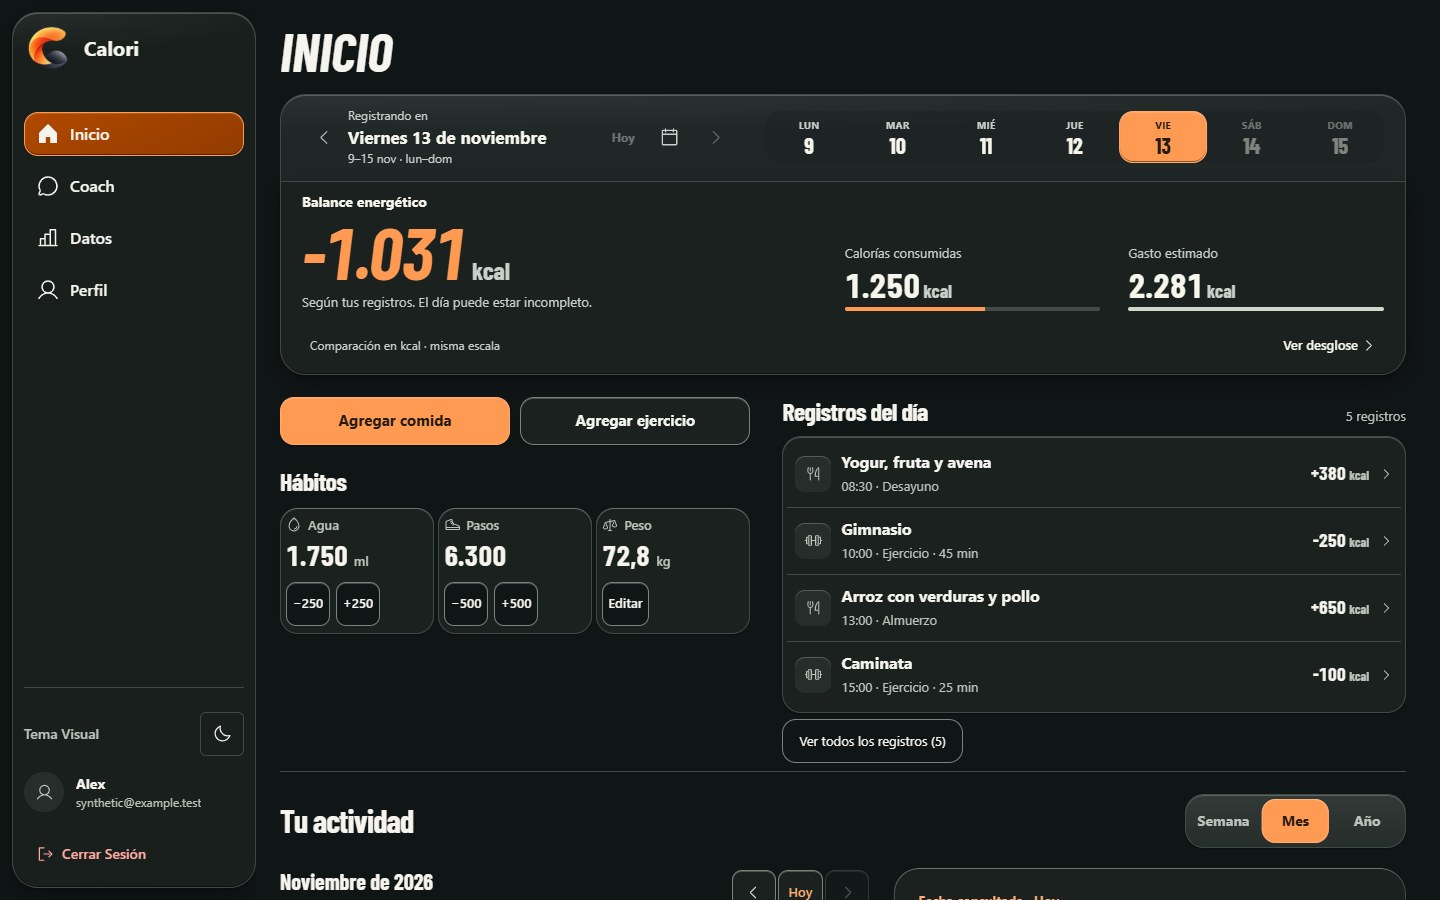 Calori
Inicio
Coach
Datos
Perfil
Tema Visual
Alex
synthetic@example.test
Cerrar Sesión
INICIO
Registrando en
Viernes 13 de noviembre
9–15 nov · lun–dom
Hoy
LUN MAR MIÉ JUE VIE SÁB DOM
9 10 11 12 13 14 15
Balance energético
-1.031 kcal
Según tus registros. El día puede estar incompleto.
Calorías consumidas
1.250 kcal
Gasto estimado
2.281 kcal
Comparación en kcal · misma escala
Ver desglose
Agregar comida
Agregar ejercicio
Hábitos
Agua
1.750 ml
−250 +250
Pasos
6.300
−500 +500
Peso
72,8 kg
Editar
Registros del día
5 registros
Yogur, fruta y avena
08:30 · Desayuno
+380 kcal
Gimnasio
10:00 · Ejercicio · 45 min
-250 kcal
Arroz con verduras y pollo
13:00 · Almuerzo
+650 kcal
Caminata
15:00 · Ejercicio · 25 min
-100 kcal
Ver todos los registros (5)
Tu actividad
Semana Mes Año
Noviembre de 2026
Hoy
Fecha consultada · Hoy